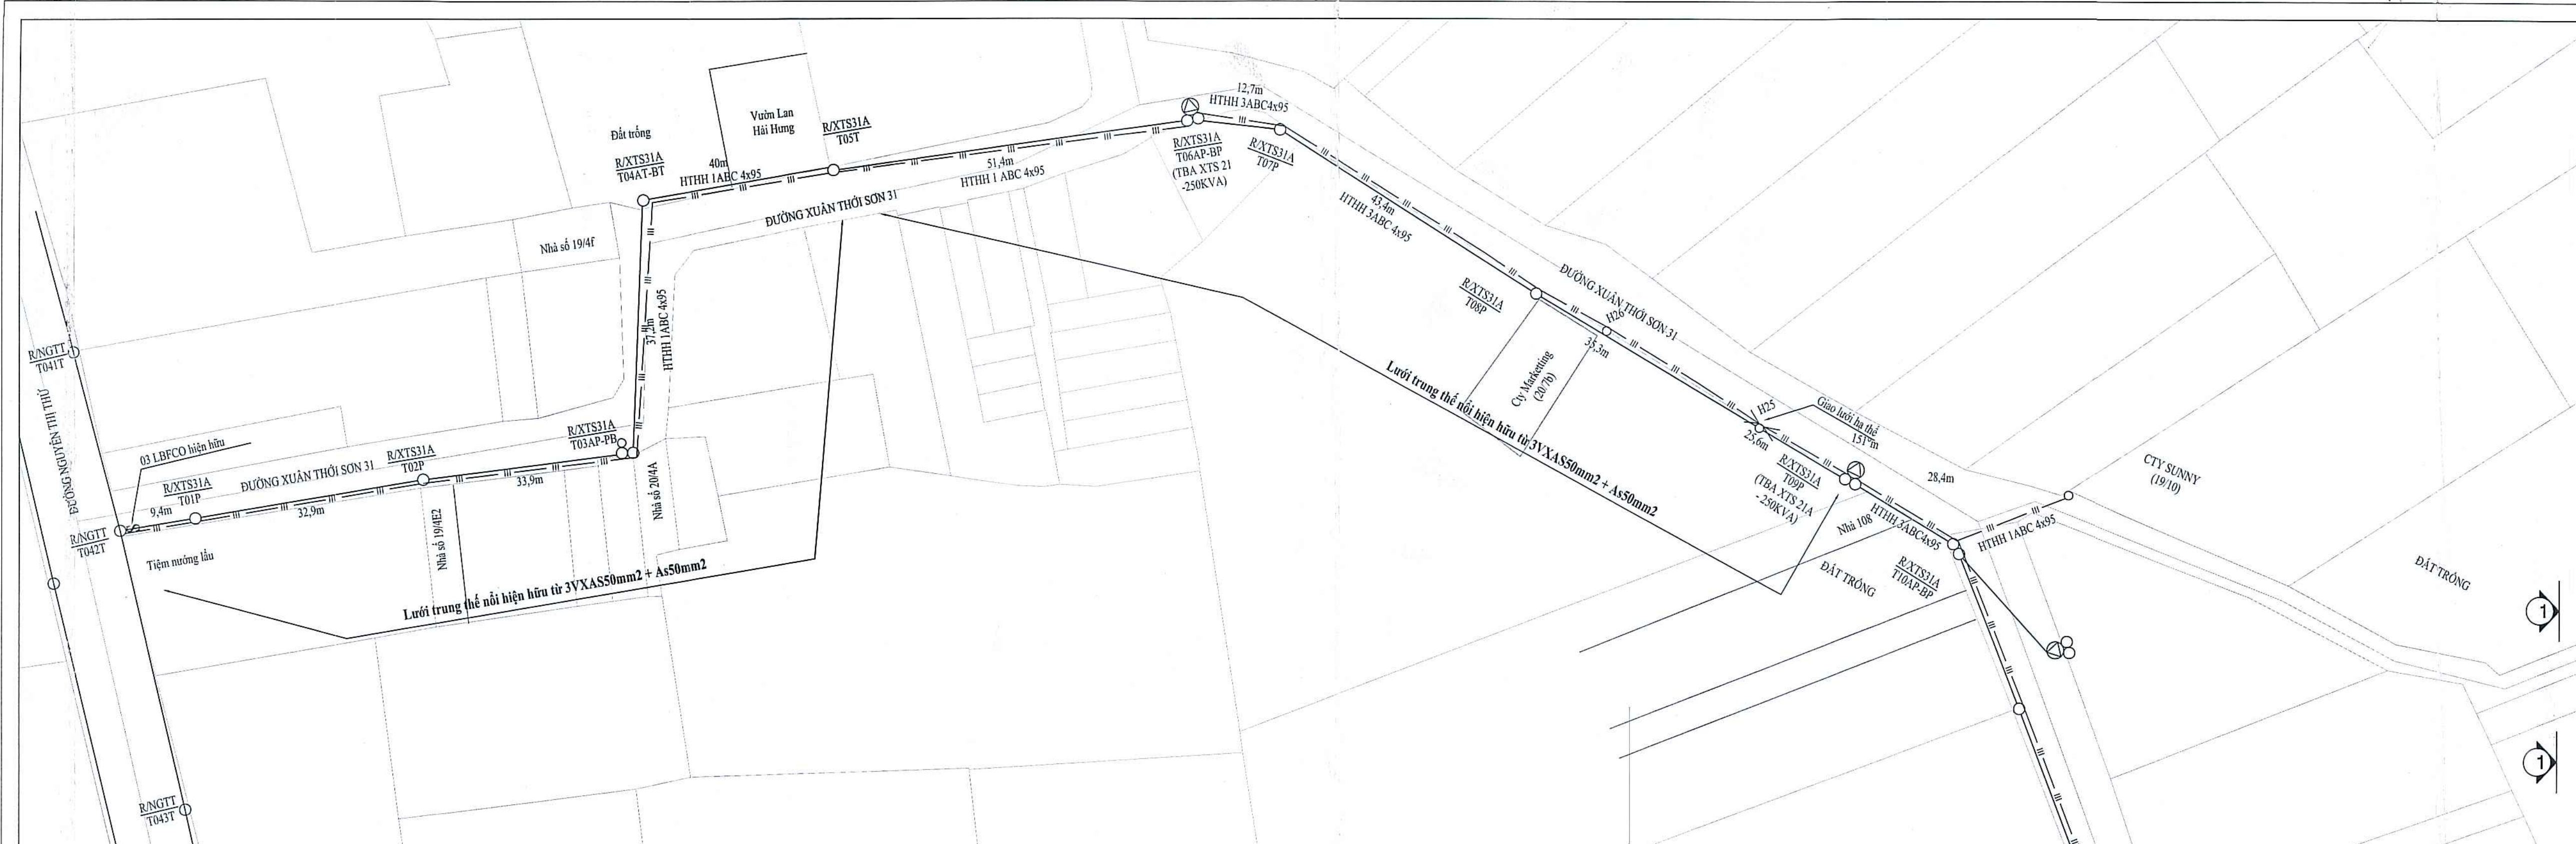 12,7m
HTHH 3ABC4x95
Vườn Lan
Hải Hưng
Đất trống
R/XTS31A
T05T
R/XTS31A
T04AT-BT
40m
HTHH 1ABC 4x95
51,4m
HTHH 1 ABC 4x95
R/XTS31A
T06AP-BP
(TBA XTS 21
-250KVA)
R/XTS31A
T07P
ĐƯỜNG XUÂN THỚI SƠN 31
43,4m
HTHH 3ABC 4x95
Nhà số 19/4f
37,2m
HTHH 1ABC 4x95
ĐƯỜNG XUÂN THỚI SƠN 31
R/XTS31A
T08P
H26
35,3m
R/NGTT
T041T
ĐƯỜNG NGUYỄN THỊ THỬ
Cty Marketting
(20/7b)
Lưới trung thế nổi hiện hữu từ 3VXAS50mm2 + As50mm2
H25
Giao lưới hạ thế
151°m
25,6m
03 LBFCO hiện hữu
R/XTS31A
T03AP-PB
R/XTS31A
T02P
ĐƯỜNG XUÂN THỚI SƠN 31
R/XTS31A
T01P
9,4m
32,9m
33,9m
Nhà số 20/4A
Nhà số 19/4E2
R/XTS31A
T09P
(TBA XTS 21A
- 250KVA)
28,4m
CTY SUNNY
(19/10)
R/NGTT
T042T
Tiệm nướng lẩu
Nhà 108
HTHH 3ABC4x95
HTHH 1ABC 4x95
Lưới trung thế nổi hiện hữu từ 3VXAS50mm2 + As50mm2
ĐẤT TRỐNG
R/XTS31A
T10AP-BP
ĐẤT TRỐNG
1
1
R/NGTT
T043T